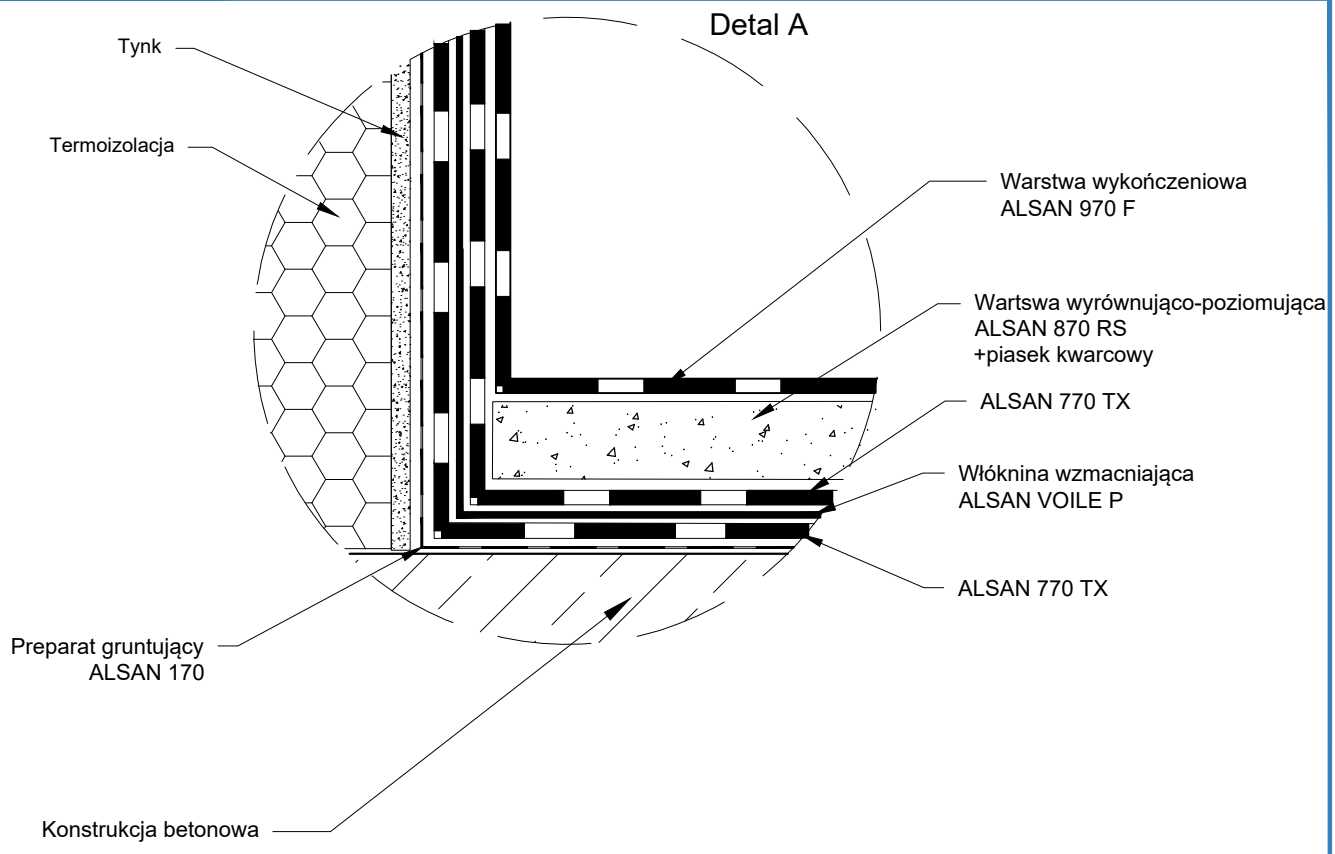 Detal A
Tynk
Termoizolacja
Warstwa wykończeniowa
ALSAN 970 F
Wartswa wyrównująco-poziomująca
ALSAN 870 RS
+piasek kwarcowy
ALSAN 770 TX
Włóknina wzmacniająca
ALSAN VOILE P
ALSAN 770 TX
Preparat gruntujący
ALSAN 170
Konstrukcja betonowa